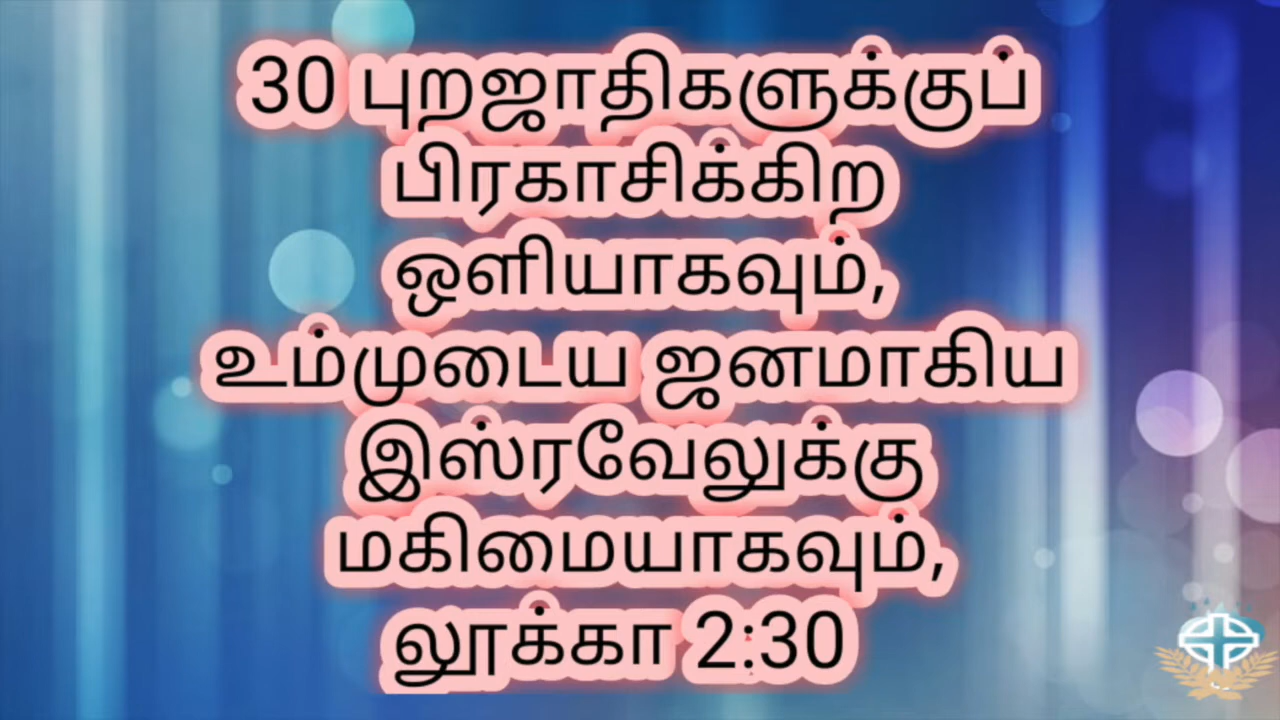 30 புறஜாதிகளுக்குப்
பிரகாசிக்கிற
ஒளியாகவும்,
உம்முடைய ஜனமாகிய
இஸ்ரவேலுக்கு
மகிமையாகவும்,
லூக்கா 2:30